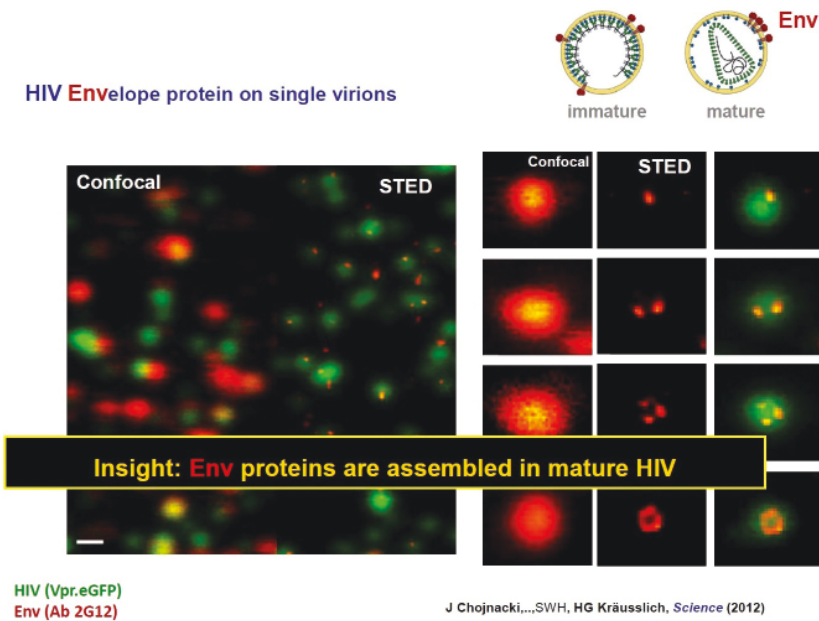 Env
immature
mature
HIV Envelope protein on single virions
Confocal
STED
Confocal
STED
Insight: Env proteins are assembled in mature HIV
HIV (Vpr.eGFP)
Env (Ab 2G12)
J Chojnacki,..,SWH, HG Kräusslich, Science (2012)